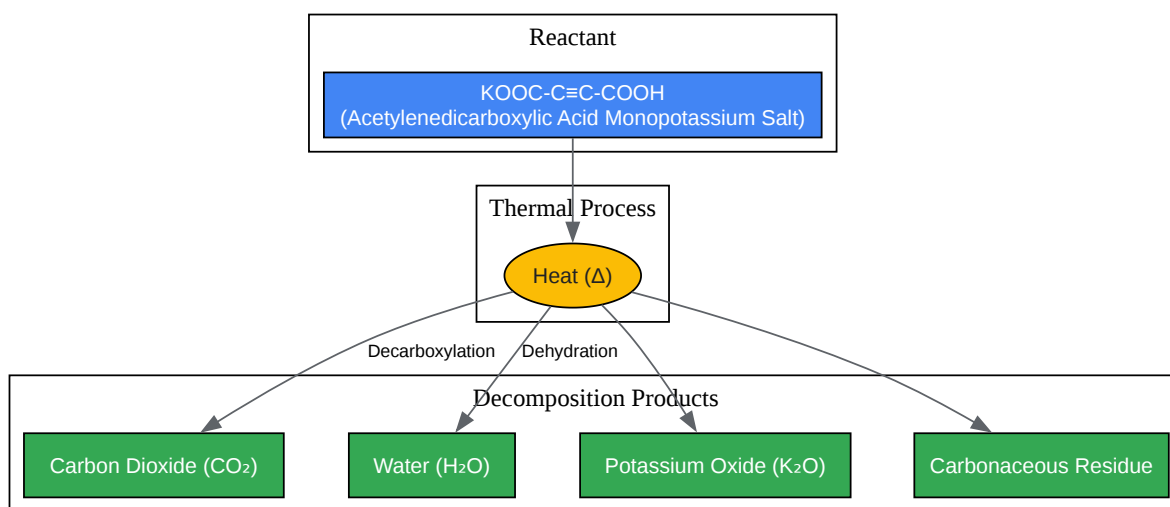 Reactant
KOOC-C≡C-COOH
(Acetylenedicarboxylic Acid Monopotassium Salt)
Thermal Process
Heat (Δ)
Decarboxylation
Dehydration
Decomposition Products
Carbon Dioxide (CO₂)
Water (H₂O)
Potassium Oxide (K₂O)
Carbonaceous Residue